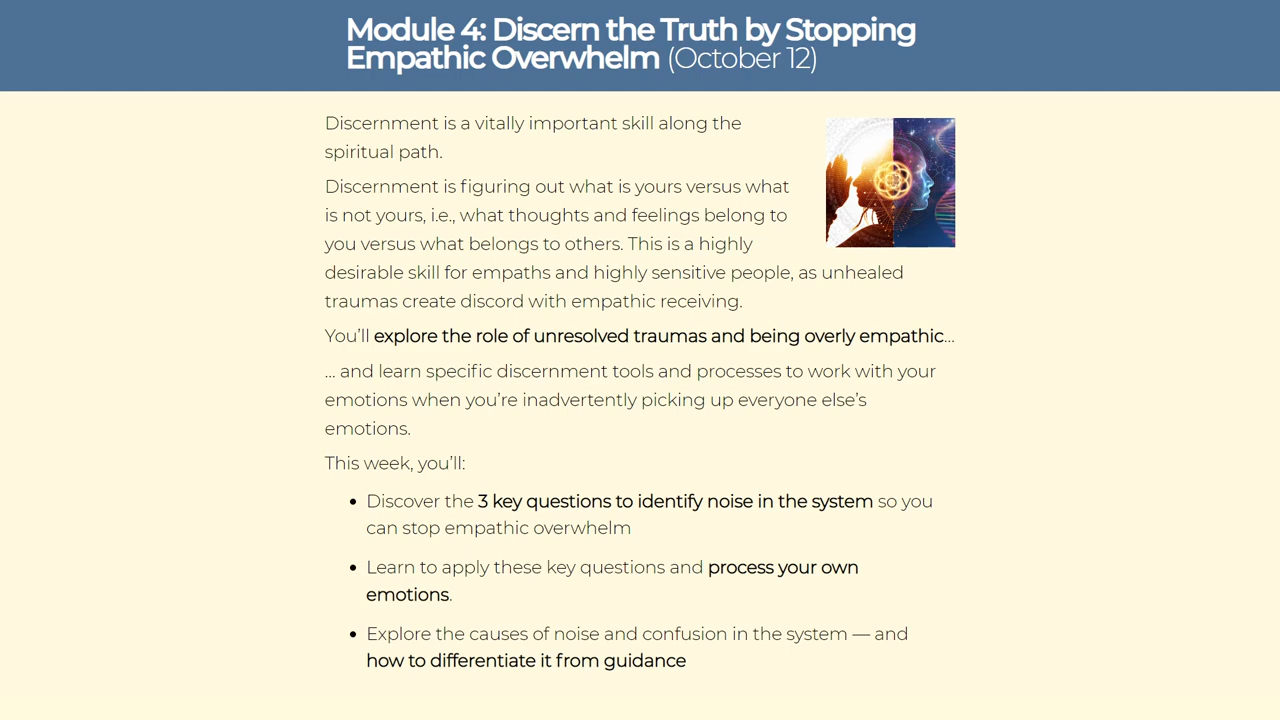 Module 4: Discern the Truth by Stopping
Empathic Overwhelm (October 12)
Discernment is a vitally important skill along the
spiritual path.
Discernment is figuring out what is yours versus what
is not yours, i.e., what thoughts and feelings belong to
you versus what belongs to others. This is a highly
desirable skill for empaths and highly sensitive people, as unhealed
traumas create discord with empathic receiving.
You’ll explore the role of unresolved traumas and being overly empathic…
… and learn specific discernment tools and processes to work with your
emotions when you’re inadvertently picking up everyone else’s
emotions.
This week, you’ll:
• Discover the 3 key questions to identify noise in the system so you
can stop empathic overwhelm
• Learn to apply these key questions and process your own
emotions.
• Explore the causes of noise and confusion in the system — and
how to differentiate it from guidance